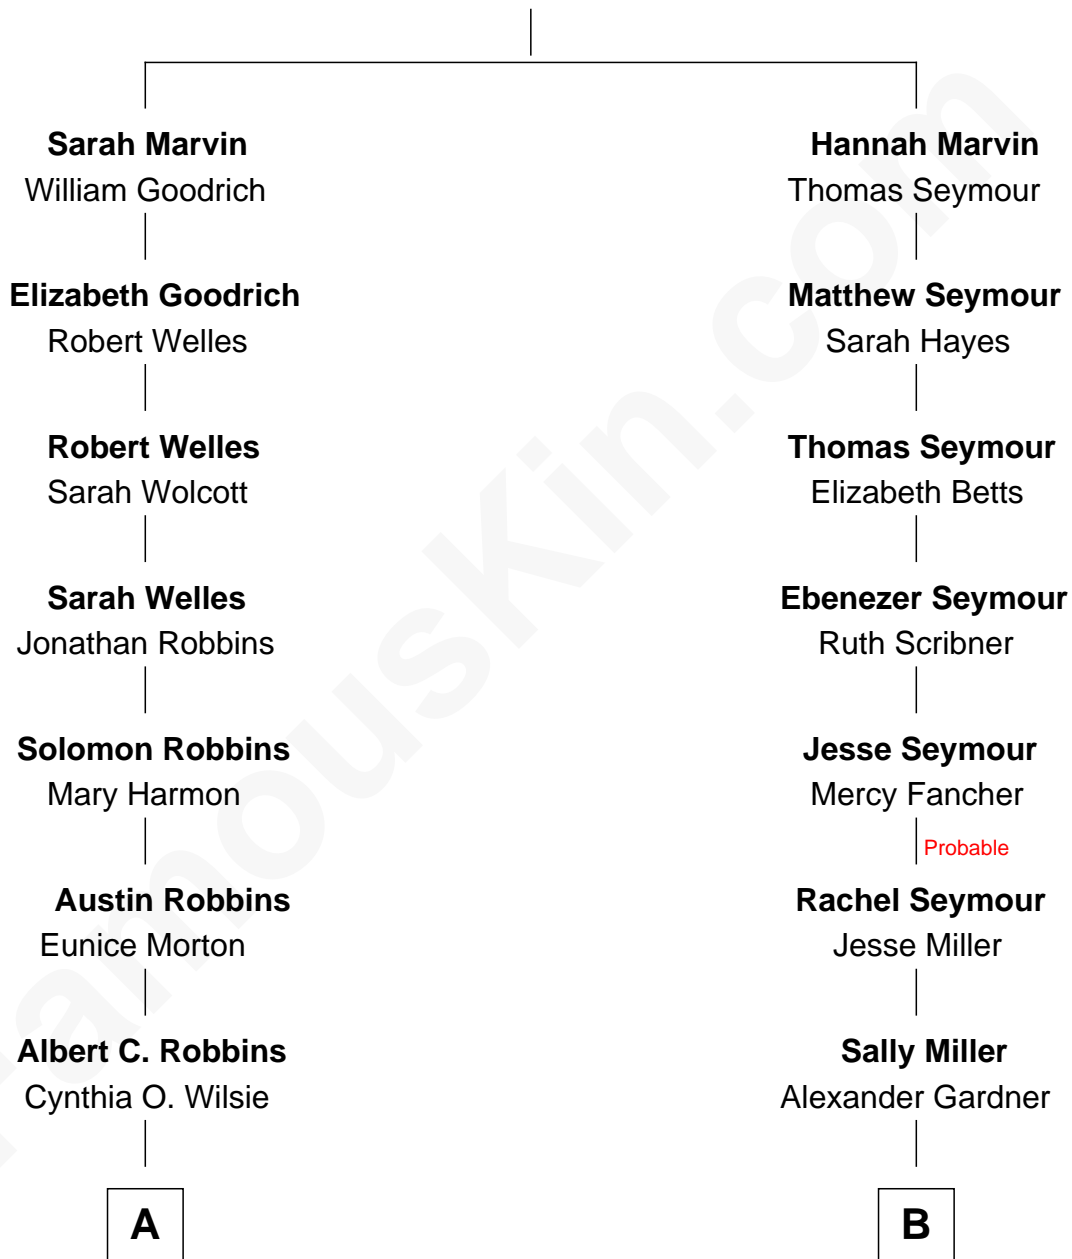 Sarah Marvin
William Goodrich
Hannah Marvin
Thomas Seymour
Elizabeth Goodrich
Robert Welles
Matthew Seymour
Sarah Hayes
Robert Welles
Sarah Wolcott
Thomas Seymour
Elizabeth Betts
Sarah Welles
Jonathan Robbins
Ebenezer Seymour
Ruth Scribner
Solomon Robbins
Mary Harmon
Jesse Seymour
Mercy Fancher
Probable
Austin Robbins
Eunice Morton
Rachel Seymour
Jesse Miller
Albert C. Robbins
Cynthia O. Wilsie
Sally Miller
Alexander Gardner
A
B
FamousKin.com